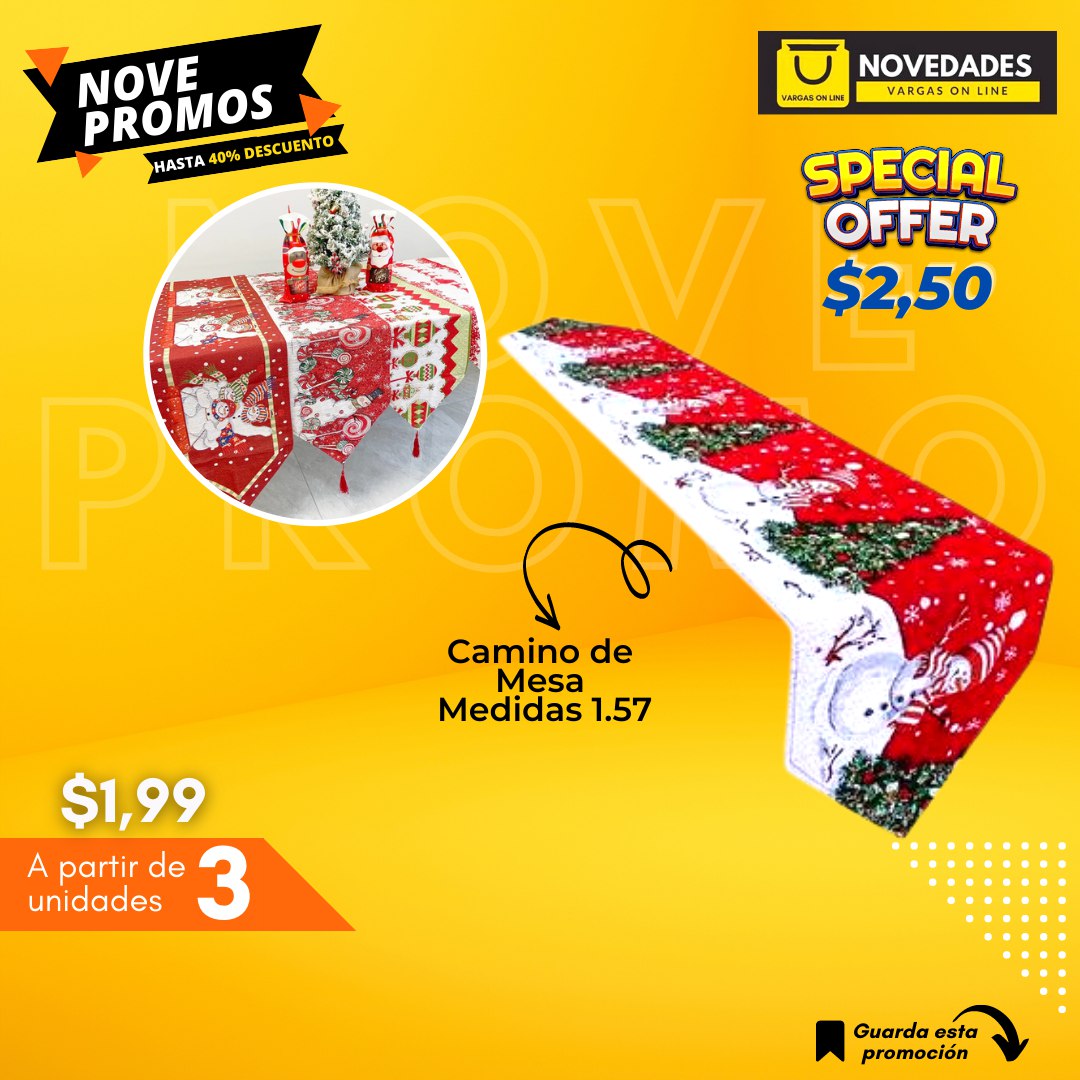 NOVE
PROMOS
HASTA 40% DESCUENTO
VARGAS ON LINE
NOVEDADES
VARGAS ON LINE
SPECIAL
OFFER
$2,50
NOVE
PROMO
Camino de
Mesa
Medidas 1.57
$1,99
A partir de
unidades
3
Guarda esta
promoción